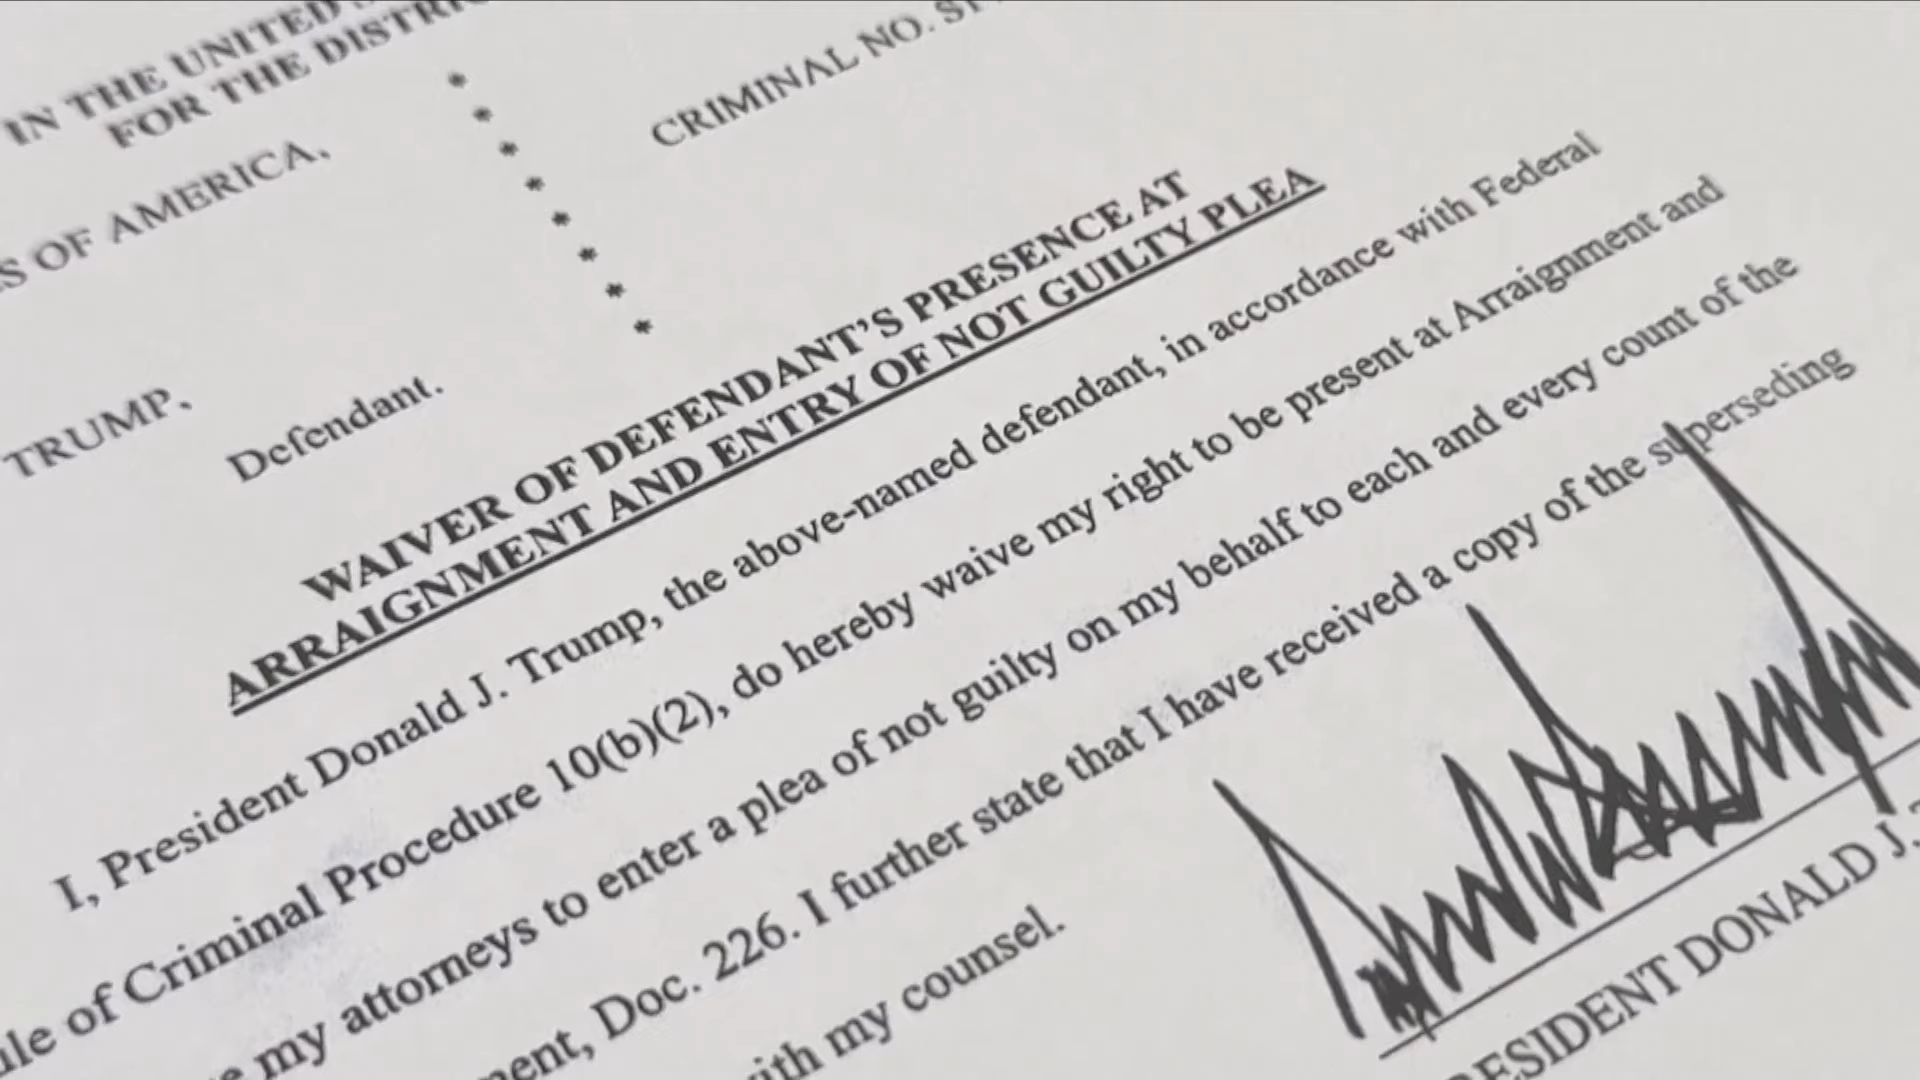 IN THE UNITED
FOR THE DISTRI
S OF AMERICA,
*
*
*
*
*
*
*
*
CRIMINAL NO.
TRUMP,
Defendant.
WAIVER OF DEFENDANT’S PRESENCE AT
ARRAIGNMENT AND ENTRY OF NOT GUILTY PLEA
I, President Donald J. Trump, the above-named defendant, in accordance with Federal
ule of Criminal Procedure 10(b)(2), do hereby waive my right to be present at Arraignment and
e my attorneys to enter a plea of not guilty on my behalf to each and every count of the
ment, Doc. 226. I further state that I have received a copy of the superseding
ith my counsel.
RESIDENT DONALD J.